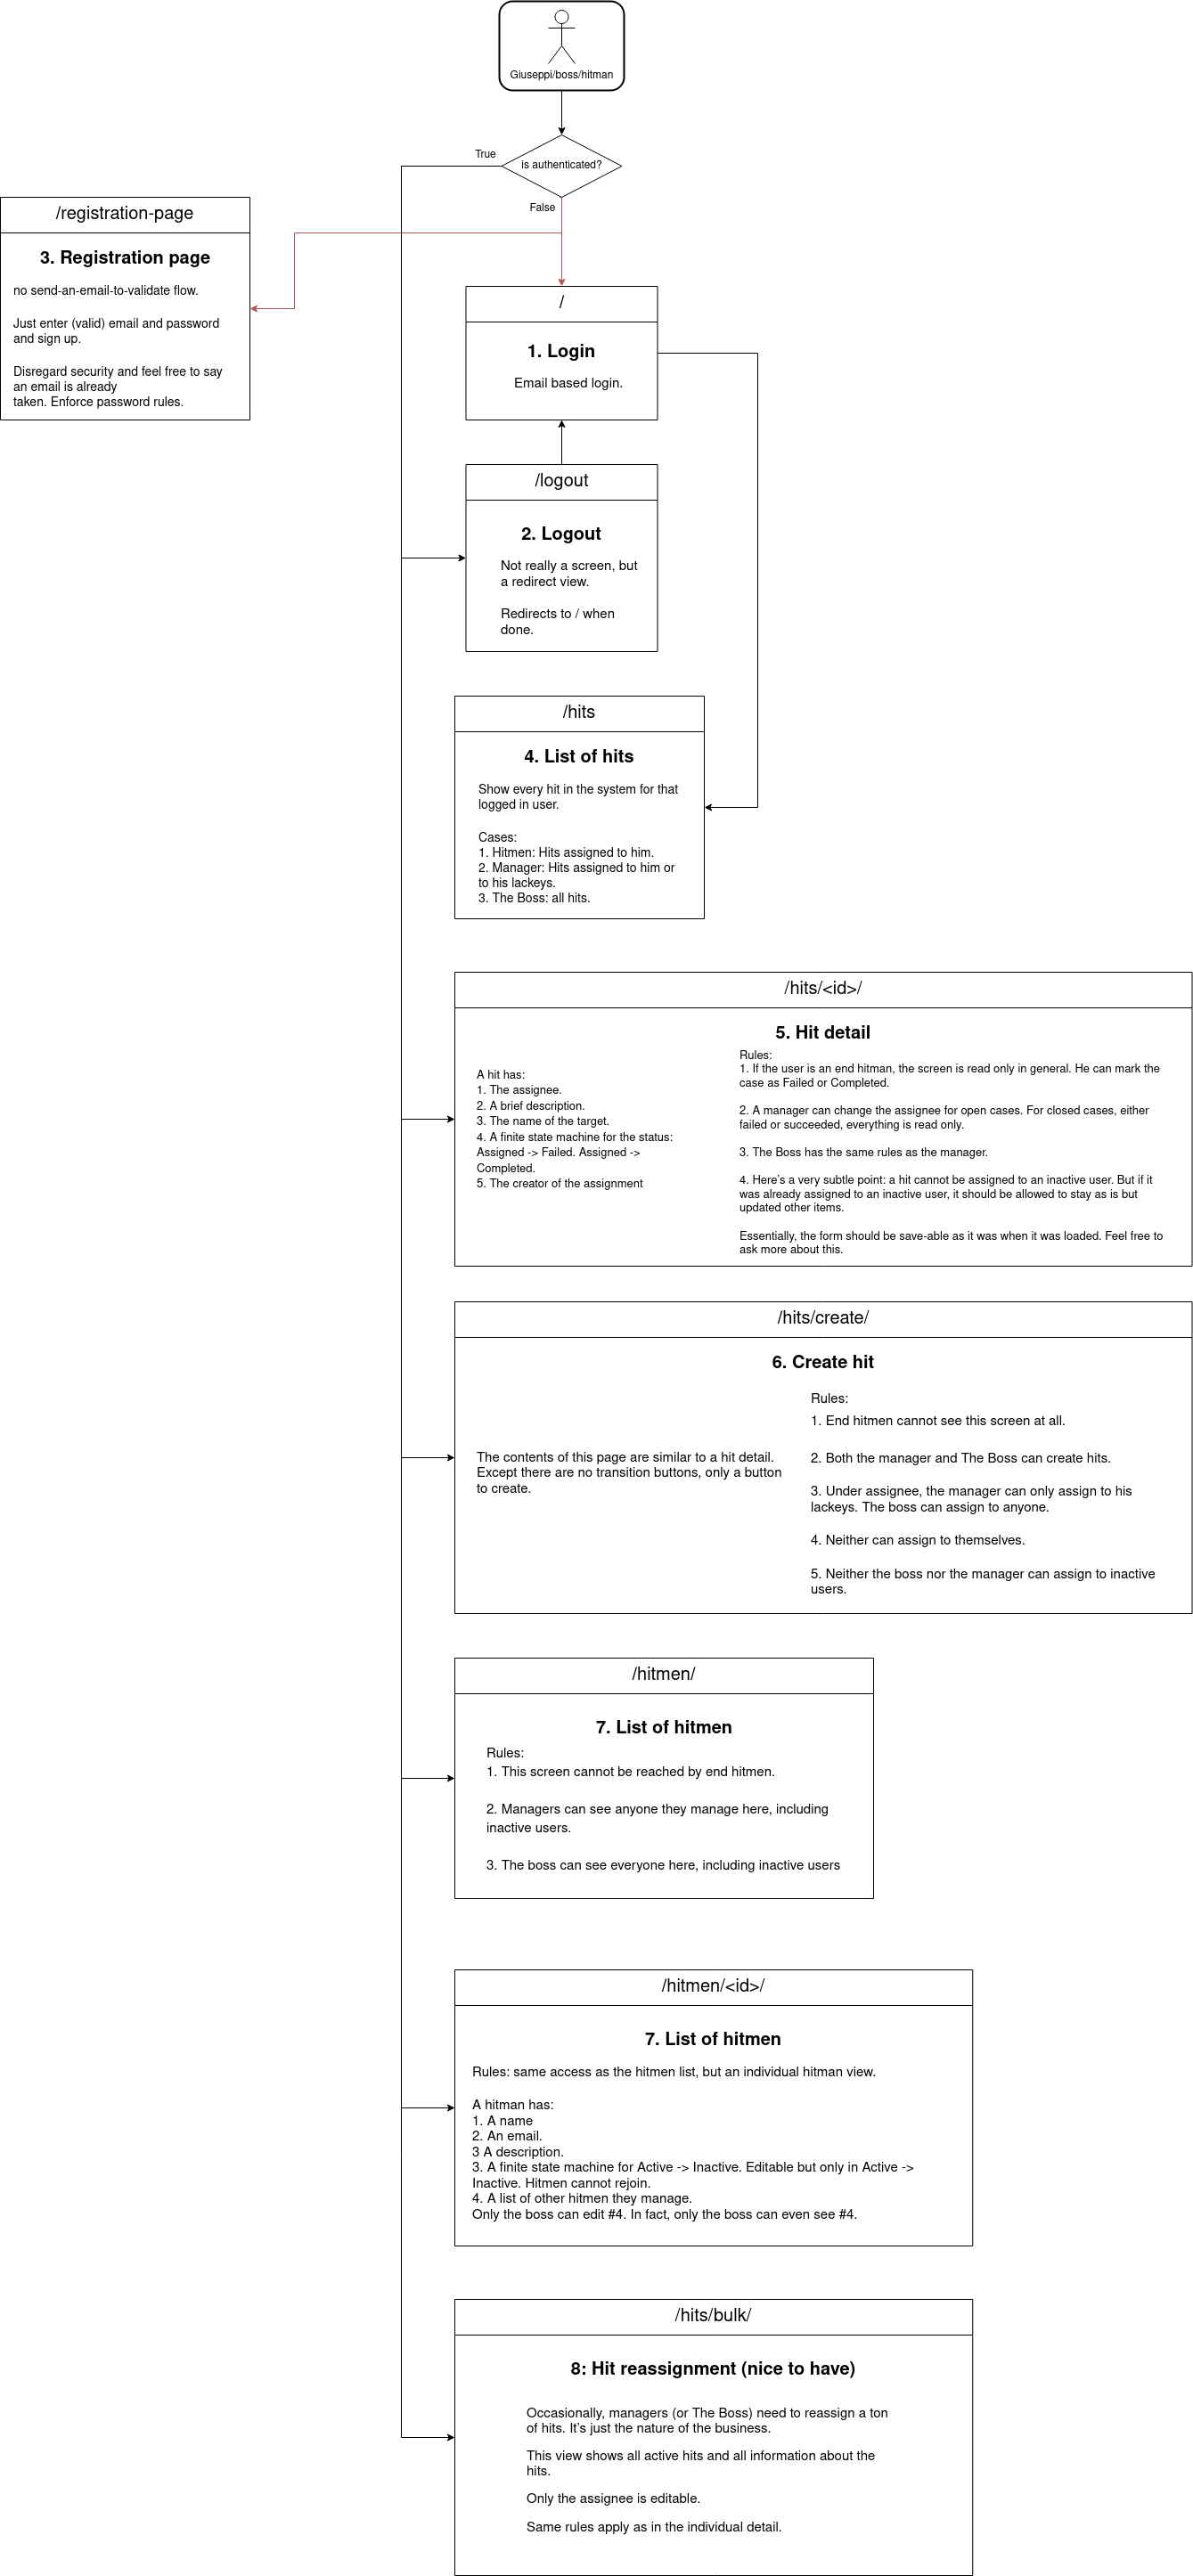 Giuseppi/boss/hitman
is authenticated?
True
False
/registration-page
3. Registration page
no send-an-email-to-validate flow.
Just enter (valid) email and password
and sign up.
Disregard security and feel free to say
an email is already
taken. Enforce password rules.
/
1. Login
Email based login.
/logout
2. Logout
Not really a screen, but
a redirect view.
Redirects to / when
done.
/hits
4. List of hits
Show every hit in the system for that
logged in user.
Cases:
1. Hitmen: Hits assigned to him.
2. Manager: Hits assigned to him or
to his lackeys.
3. The Boss: all hits.
/hits/<id>/
5. Hit detail
A hit has:
1. The assignee.
2. A brief description.
3. The name of the target.
4. A finite state machine for the status:
Assigned -> Failed. Assigned ->
Completed.
5. The creator of the assignment
Rules:
1. If the user is an end hitman, the screen is read only in general. He can mark the
case as Failed or Completed.
2. A manager can change the assignee for open cases. For closed cases, either
failed or succeeded, everything is read only.
3. The Boss has the same rules as the manager.
4. Here's a very subtle point: a hit cannot be assigned to an inactive user. But if it
was already assigned to an inactive user, it should be allowed to stay as is but
updated other items.
Essentially, the form should be save-able as it was when it was loaded. Feel free to
ask more about this.
/hits/create/
6. Create hit
The contents of this page are similar to a hit detail.
Except there are no transition buttons, only a button
to create.
Rules:
1. End hitmen cannot see this screen at all.
2. Both the manager and The Boss can create hits.
3. Under assignee, the manager can only assign to his
lackeys. The boss can assign to anyone.
4. Neither can assign to themselves.
5. Neither the boss nor the manager can assign to inactive
users.
/hitmen/
7. List of hitmen
Rules:
1. This screen cannot be reached by end hitmen.
2. Managers can see anyone they manage here, including
inactive users.
3. The boss can see everyone here, including inactive users
/hitmen/<id>/
7. List of hitmen
Rules: same access as the hitmen list, but an individual hitman view.
A hitman has:
1. A name
2. An email.
3 A description.
3. A finite state machine for Active -> Inactive. Editable but only in Active ->
Inactive. Hitmen cannot rejoin.
4. A list of other hitmen they manage.
Only the boss can edit #4. In fact, only the boss can even see #4.
/hits/bulk/
8: Hit reassignment (nice to have)
Occasionally, managers (or The Boss) need to reassign a ton
of hits. It's just the nature of the business.
This view shows all active hits and all information about the
hits.
Only the assignee is editable.
Same rules apply as in the individual detail.